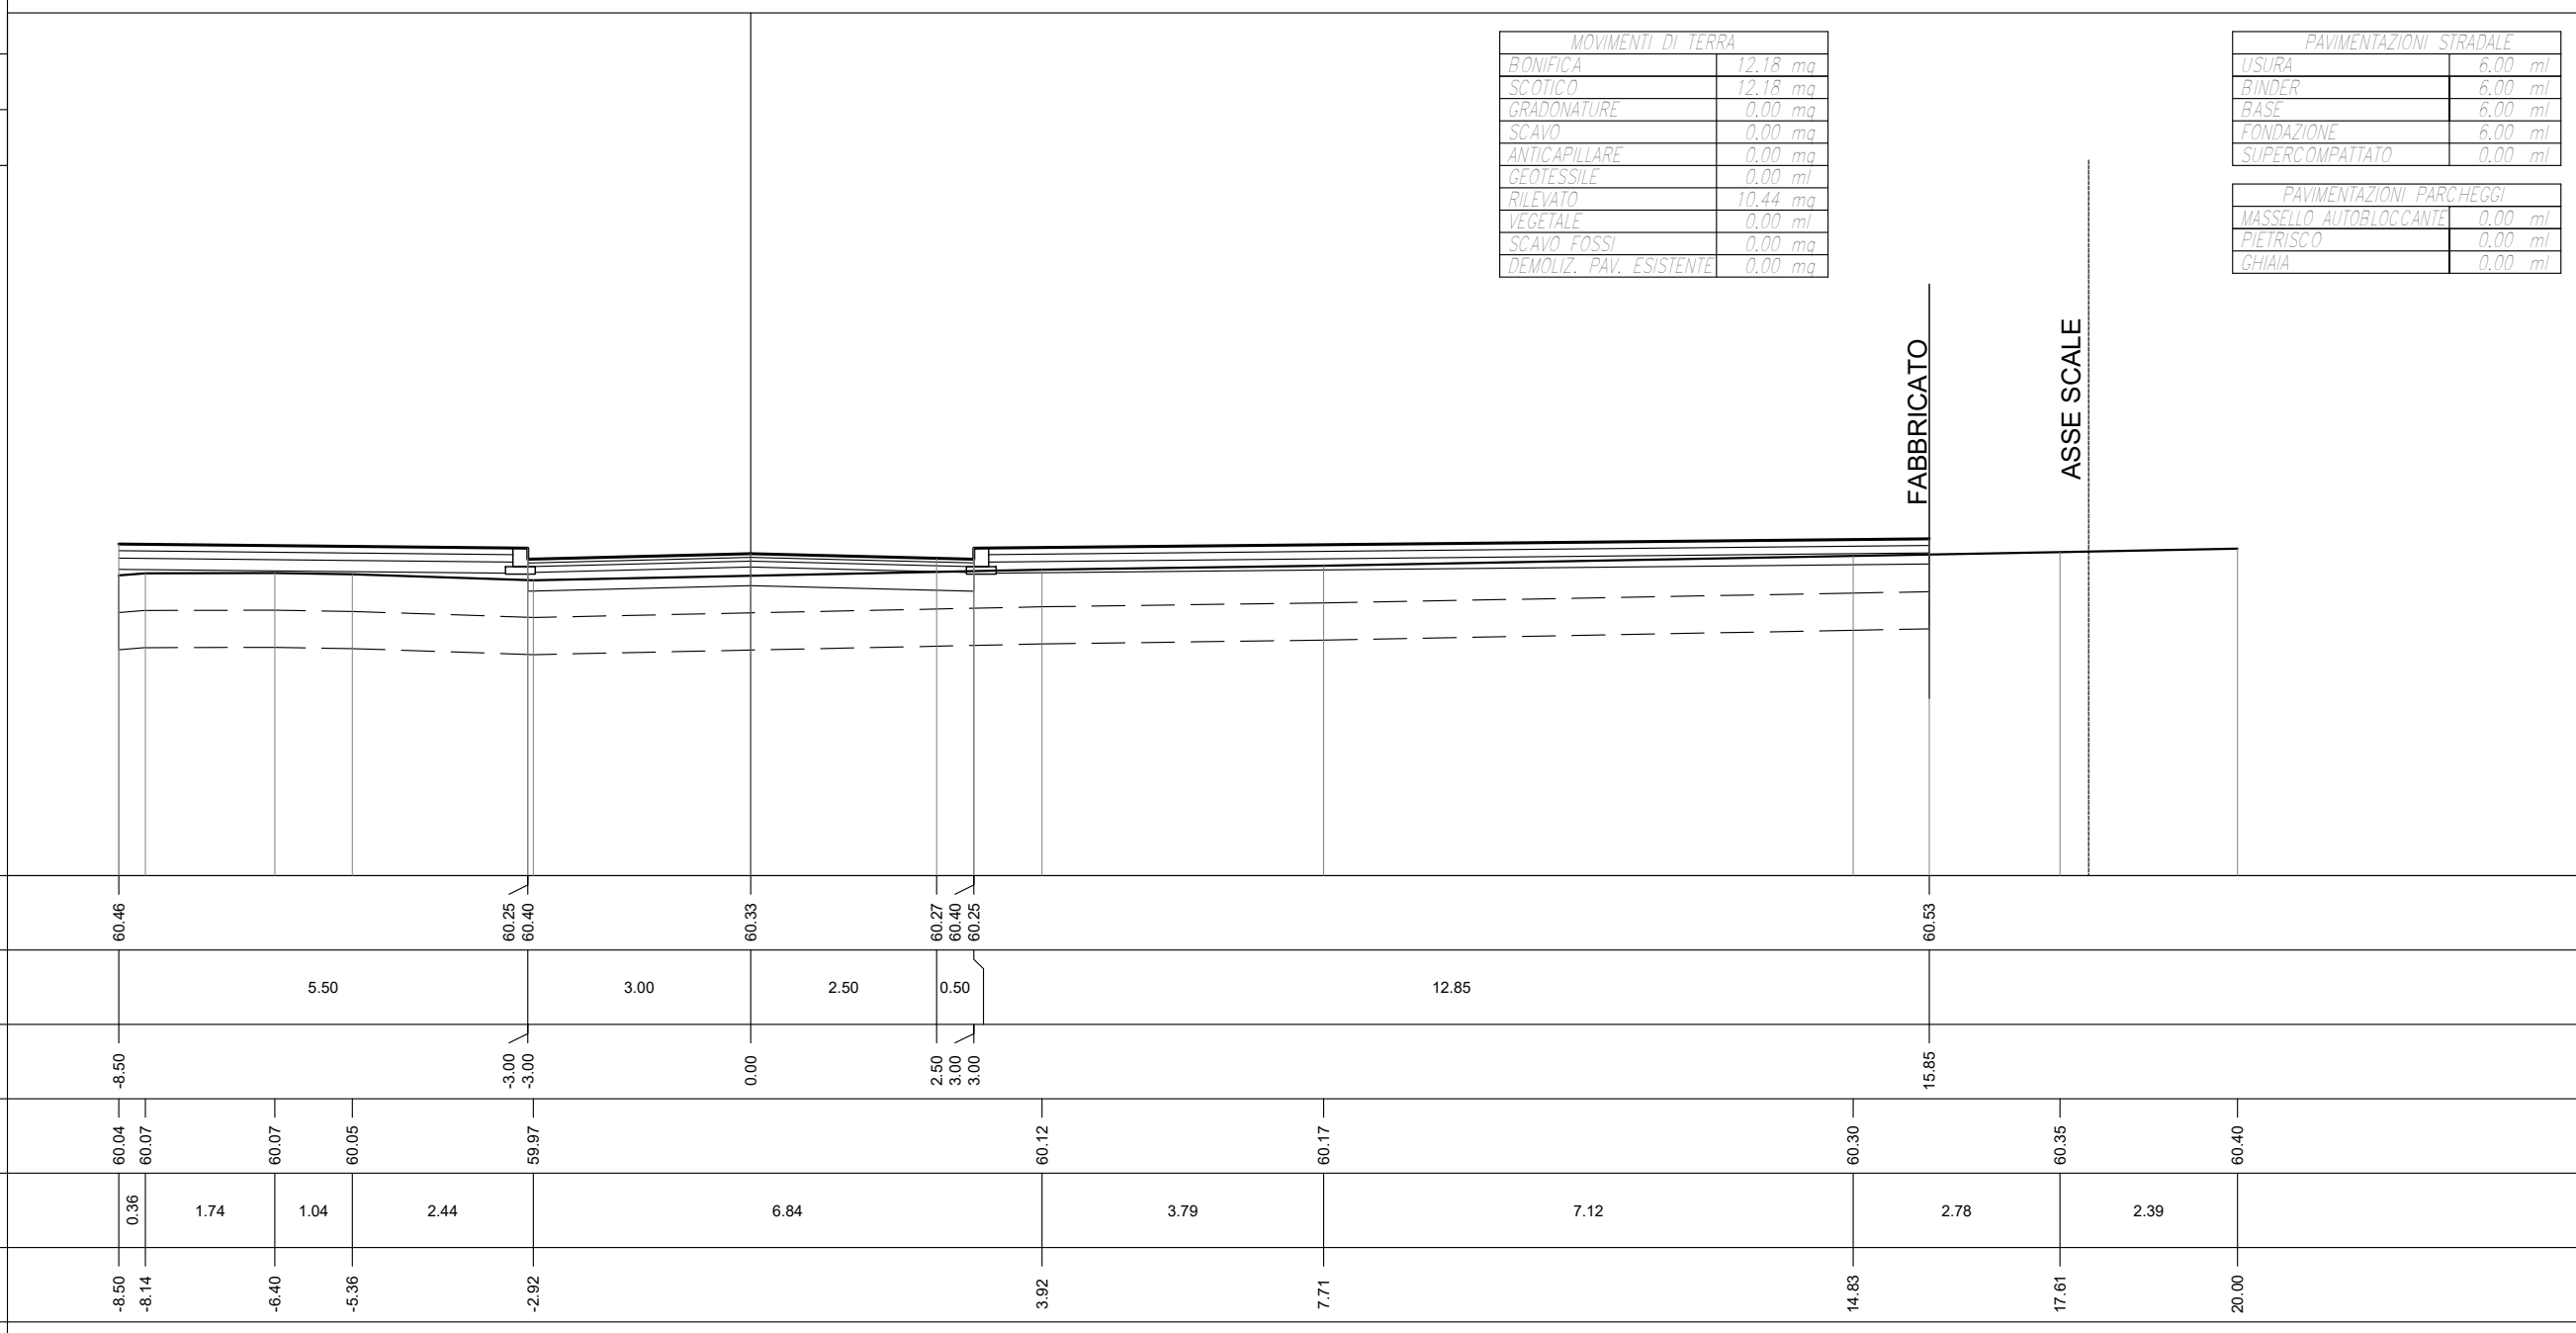 MOVIMENTI DI TERRA
BONIFICA 12.18 mq
SCOTICO 12.18 mq
GRADONATURE 0.00 mq
SCAVO 0.00 mq
ANTICAPILLARE 0.00 mq
GEOTESSILE 0.00 ml
RILEVATO 10.44 mq
VEGETALE 0.00 ml
SCAVO FOSSI 0.00 mq
DEMOLIZ. PAV. ESISTENTE 0.00 mq
PAVIMENTAZIONI STRADALE
USURA 6.00 ml
BINDER 6.00 ml
BASE 6.00 ml
FONDAZIONE 6.00 ml
SUPERCOMPATTATO 0.00 ml
PAVIMENTAZIONI PARCHEGGI
MASSELLO AUTOBLOCCANTE 0.00 ml
PIETRISCO 0.00 ml
GHIAIA 0.00 ml
FABBRICATO
ASSE SCALE
60.46 60.25 60.40 60.33 60.27 60.40 60.25 60.53
5.50 3.00 2.50 0.50 12.85
-8.50 -3.00 -3.00 0.00 2.50 3.00 3.00 15.85
60.04 60.07 60.07 60.05 59.97 60.12 60.17 60.30 60.35 60.40
0.36 1.74 1.04 2.44 6.84 3.79 7.12 2.78 2.39
-8.50 -8.14 -6.40 -5.36 -2.92 3.92 7.71 14.83 17.61 20.00